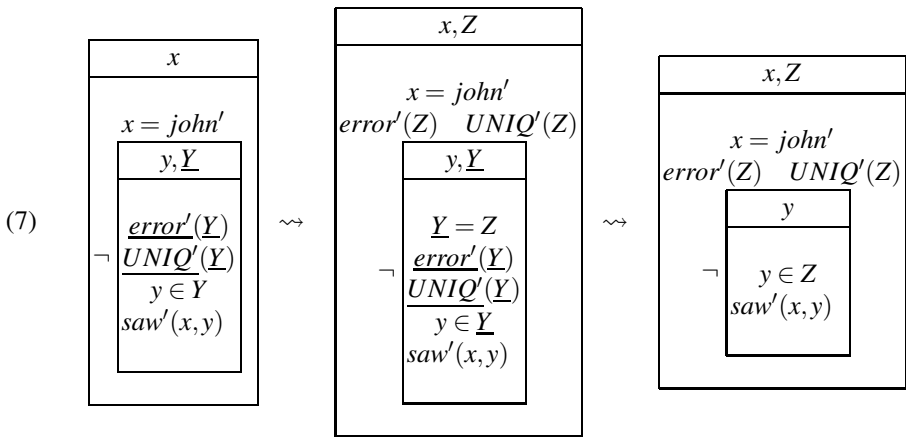 (7)
x
x = john′
y, Y
¬
error′(Y)
UNIQ′(Y)
y ∈ Y
saw′(x, y)
⇝
x, Z
x = john′
error′(Z) UNIQ′(Z)
y, Y
¬
Y = Z
error′(Y)
UNIQ′(Y)
y ∈ Y
saw′(x, y)
⇝
x, Z
x = john′
error′(Z) UNIQ′(Z)
y
¬
y ∈ Z
saw′(x, y)